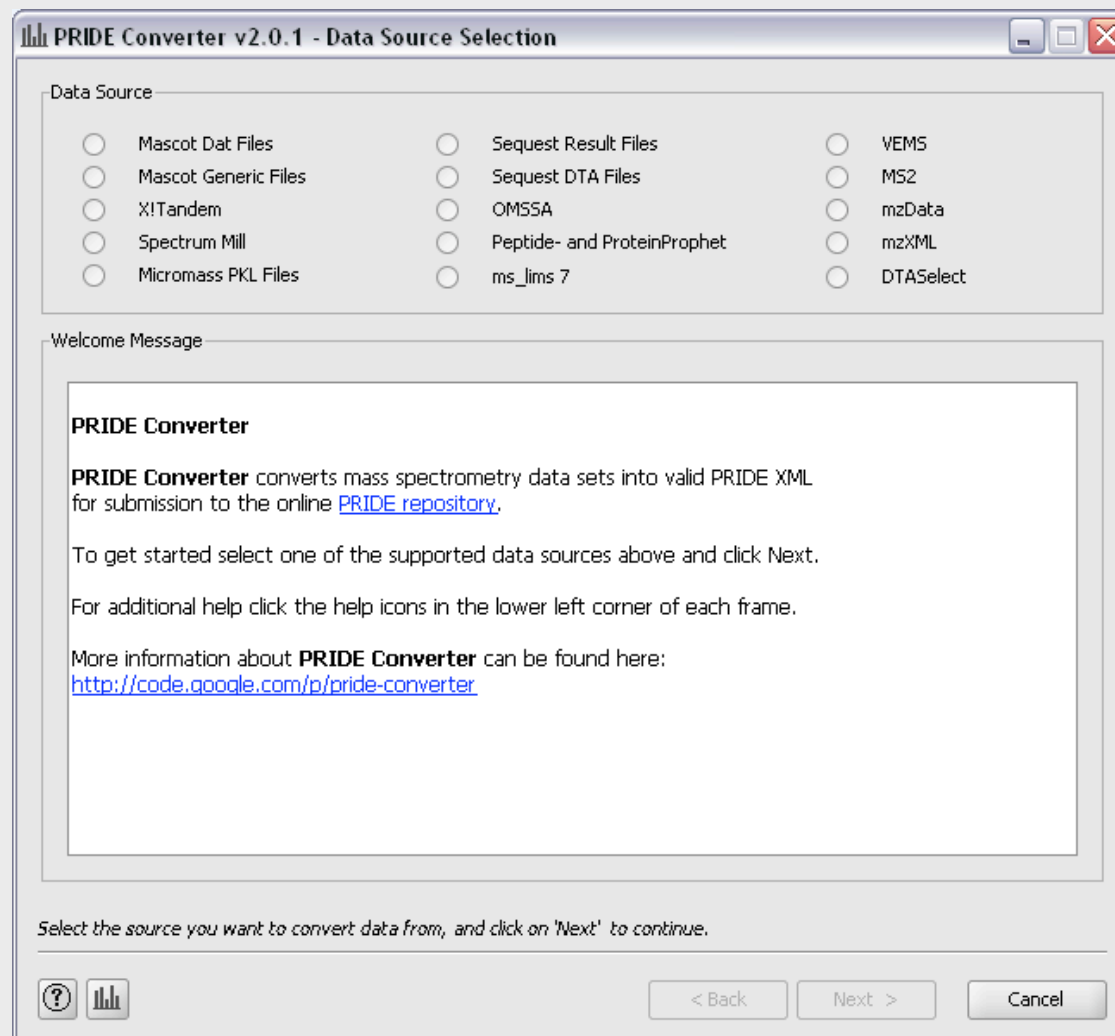 PRIDE Converter v2.0.1 - Data Source Selection
Data Source
Mascot Dat Files
Mascot Generic Files
X!Tandem
Spectrum Mill
Micromass PKL Files
Sequest Result Files
Sequest DTA Files
OMSSA
Peptide- and ProteinProphet
ms_lims 7
VEMS
MS2
mzData
mzXML
DTASelect
Welcome Message
PRIDE Converter
PRIDE Converter converts mass spectrometry data sets into valid PRIDE XML
for submission to the online PRIDE repository.
To get started select one of the supported data sources above and click Next.
For additional help click the help icons in the lower left corner of each frame.
More information about PRIDE Converter can be found here:
http://code.google.com/p/pride-converter
Select the source you want to convert data from, and click on 'Next' to continue.
?
< Back
Next >
Cancel